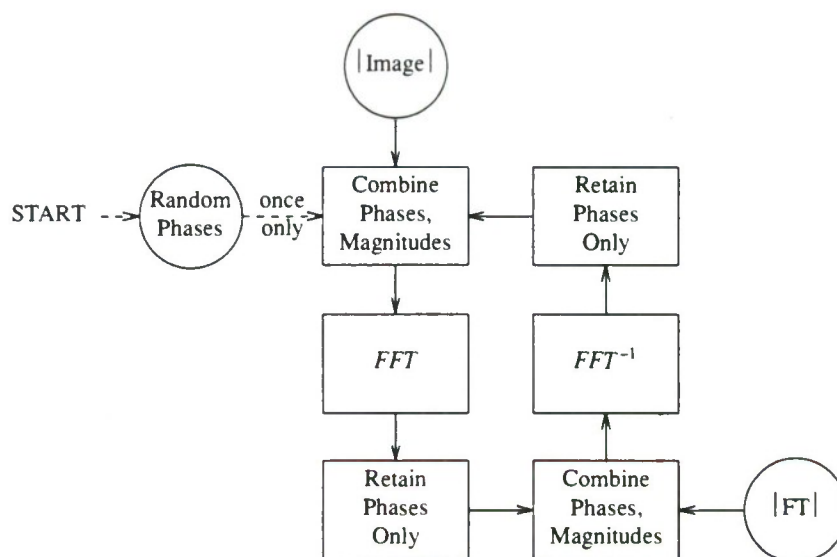 |Image|
START
Random
Phases
once
only
Combine
Phases,
Magnitudes
Retain
Phases
Only
FFT
FFT⁻¹
Retain
Phases
Only
Combine
Phases,
Magnitudes
|FT|